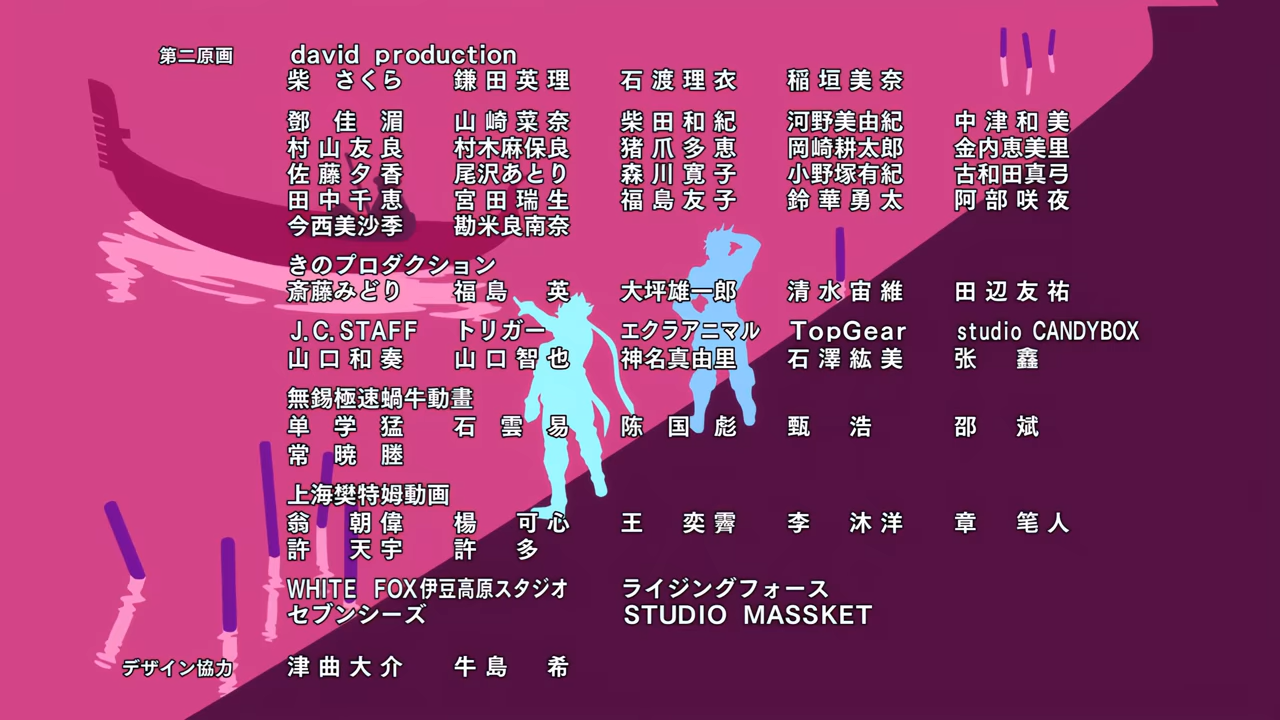 第二原画 david production
柴 さくら 鎌田英理 石渡理衣 稲垣美奈
鄧 佳 湄 山崎菜奈 柴田和紀 河野美由紀 中津和美
村山友良 村木麻保良 猪爪多恵 岡崎耕太郎 金内恵美里
佐藤夕香 尾沢あとり 森川寛子 小野塚有紀 古和田真弓
田中千恵 宮田瑞生 福島友子 鈴華勇太 阿部咲夜
今西美沙季 勘米良南奈
きのプロダクション
斎藤みどり 福島 英 大坪雄一郎 清水宙維 田辺友祐
J.C.STAFF トリガー エクラアニマル TopGear studio CANDYBOX
山口和奏 山口智也 神名真由里 石澤紘美 张 鑫
無錫極速蝸牛動畫
单 学 猛 石 雲 易 陈 国 彪 甄 浩 邵 斌
常 暁 塍
上海樊特姆動画
翁 朝偉 楊 可心 王 奕霽 李 沐洋 章 笔人
許 天宇 許 多
WHITE FOX伊豆高原スタジオ ライジングフォース
セブンシーズ STUDIO MASSKET
デザイン協力 津曲大介 牛島 希